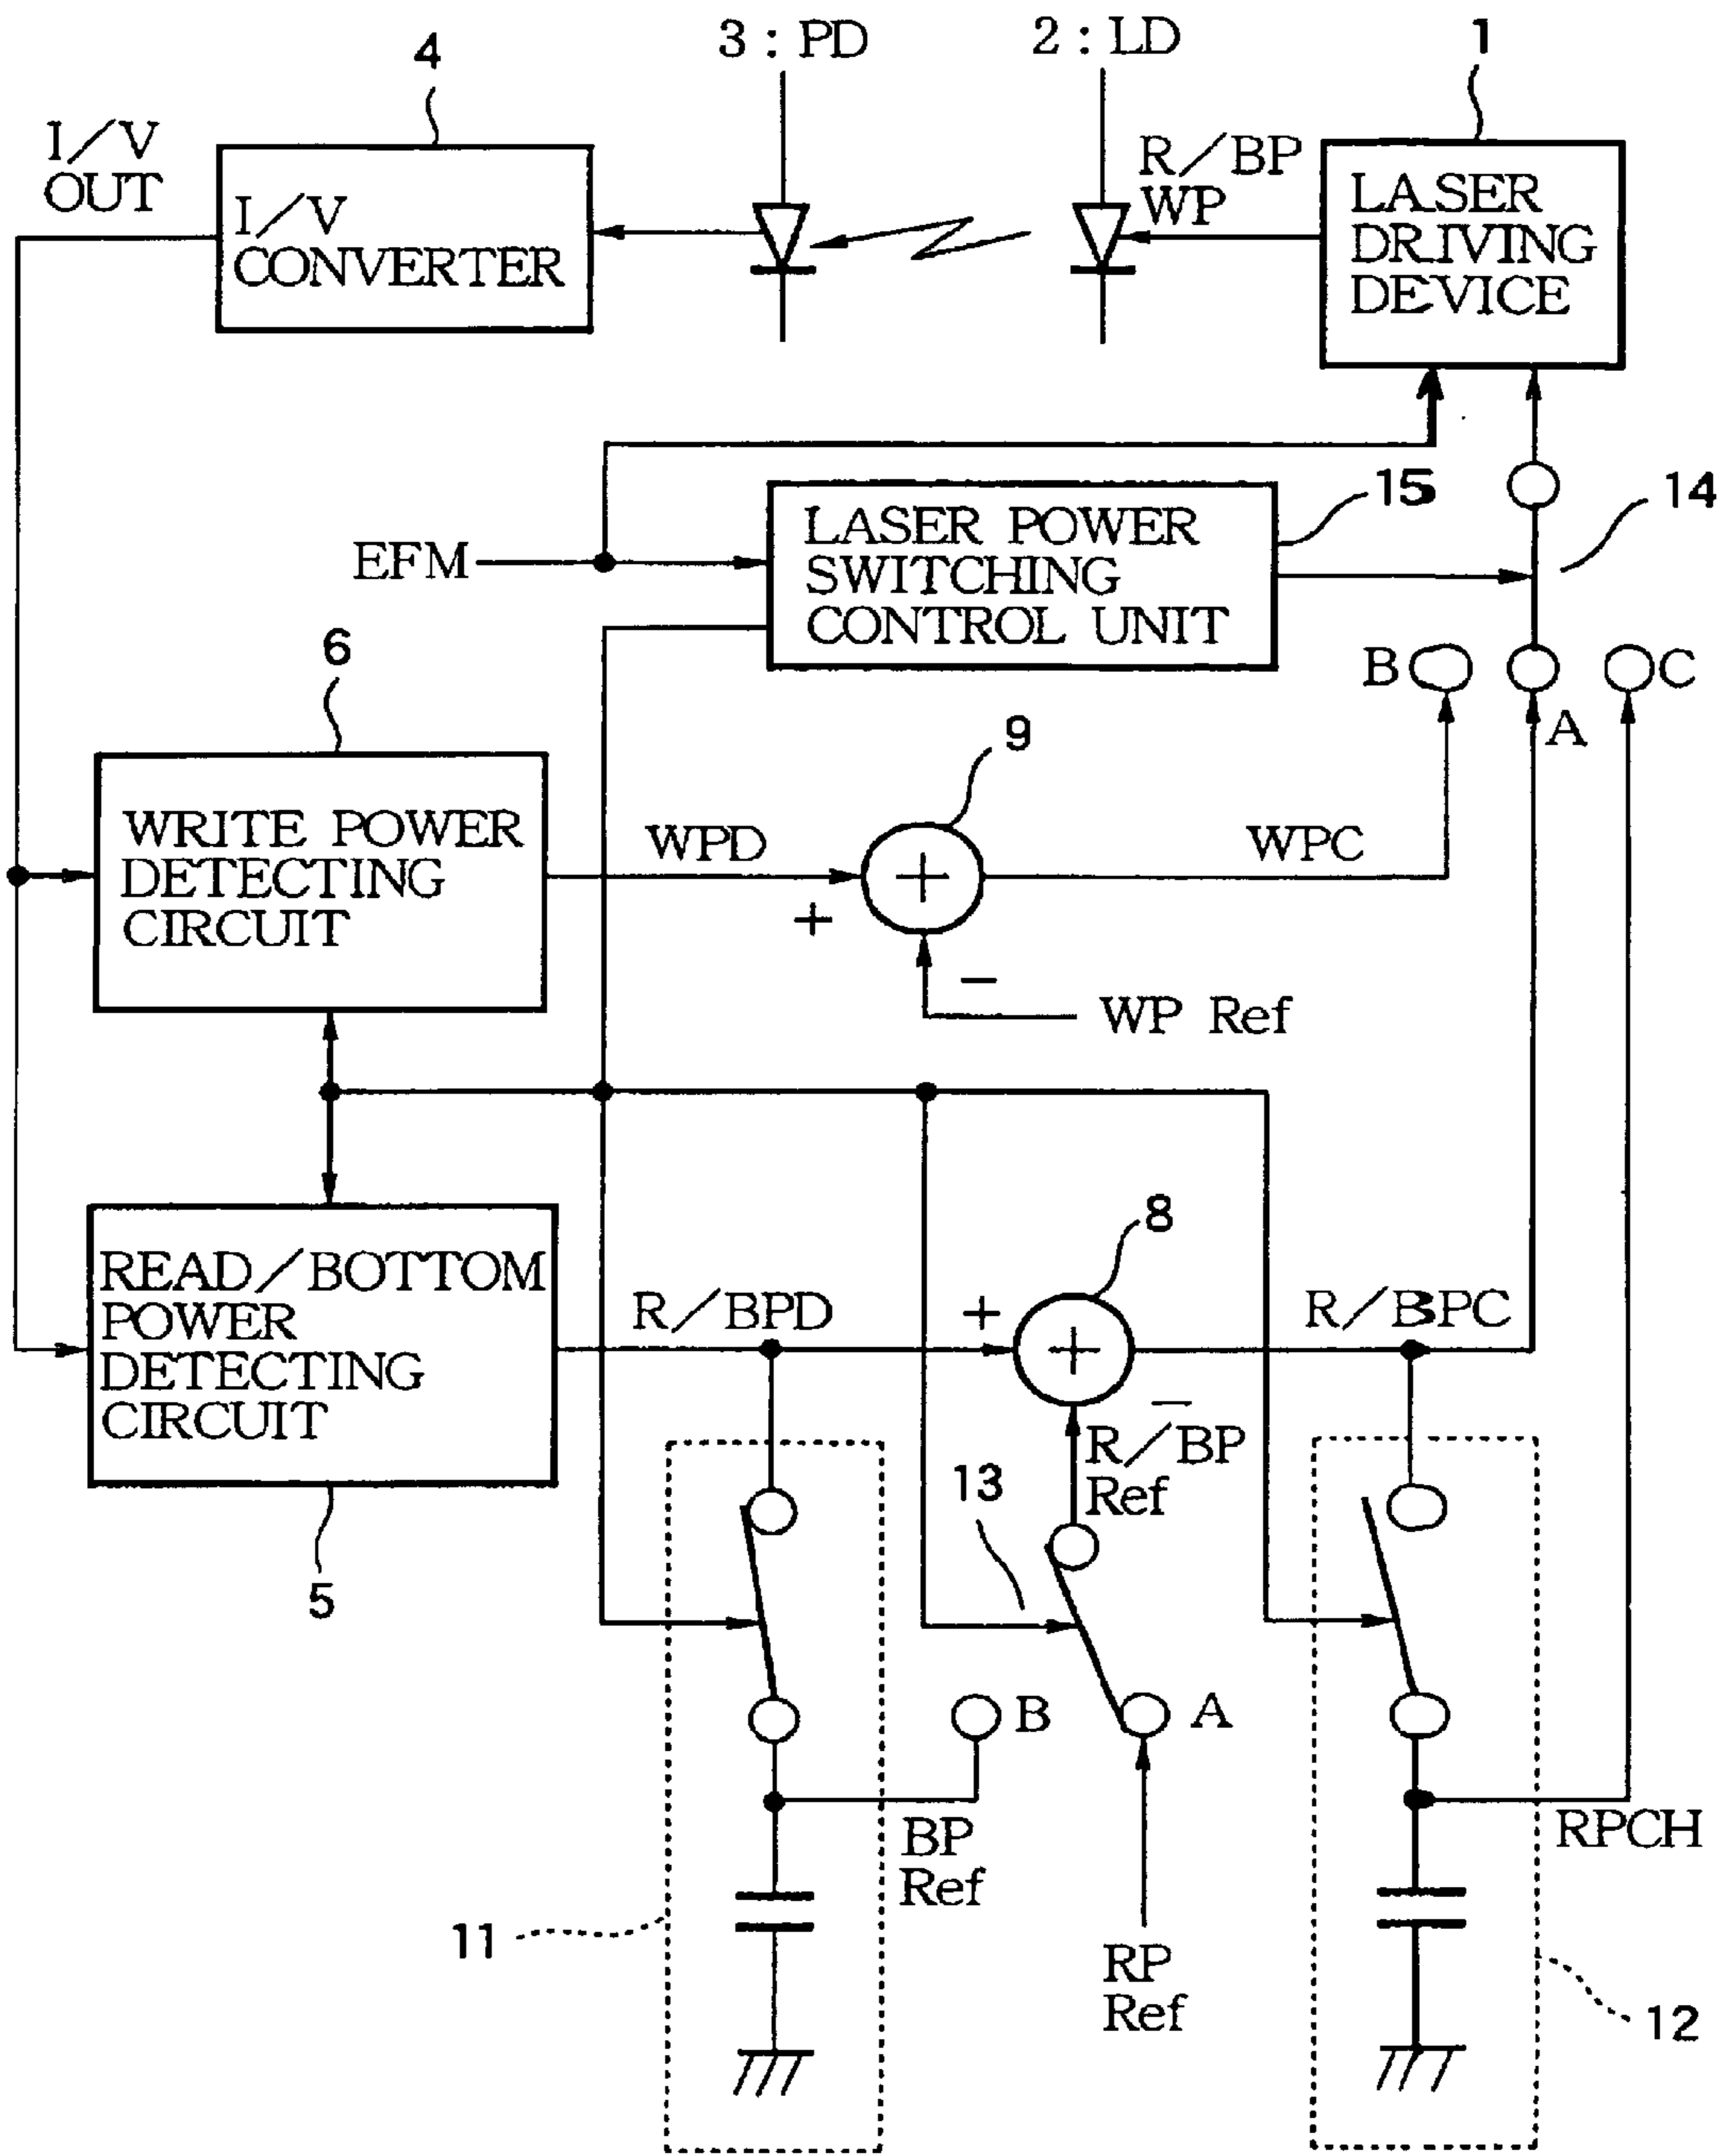 3 : PD
2 : LD
1
4
I/V
OUT
I/V
CONVERTER
R/BP
WP
LASER
DRIVING
DEVICE
15
14
EFM
LASER POWER
SWITCHING
CONTROL UNIT
6
B
A
C
9
WRITE POWER
DETECTING
CIRCUIT
WPD
+
+
WPC
−
WP Ref
8
READ/BOTTOM
POWER
DETECTING
CIRCUIT
R/BPD
+
+
R/BPC
−
R/BP
Ref
13
5
B
A
BP
Ref
RPCH
11
RP
Ref
12